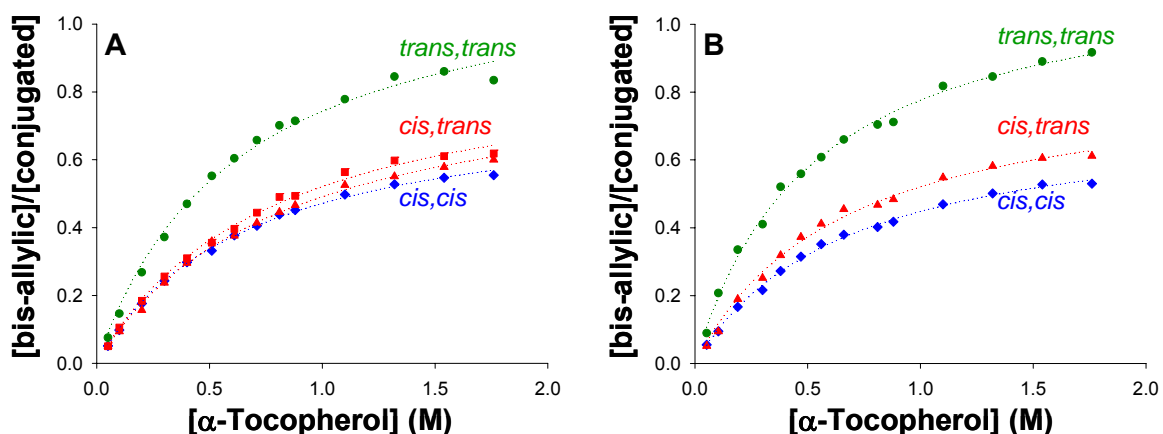 A
trans,trans
cis,trans
cis,cis
[bis-allylic]/[conjugated]
1.0
0.8
0.6
0.4
0.2
0.0
0.0
0.5
1.0
1.5
2.0
[α-Tocopherol] (M)
B
trans,trans
cis,trans
cis,cis
[bis-allylic]/[conjugated]
1.0
0.8
0.6
0.4
0.2
0.0
0.0
0.5
1.0
1.5
2.0
[α-Tocopherol] (M)